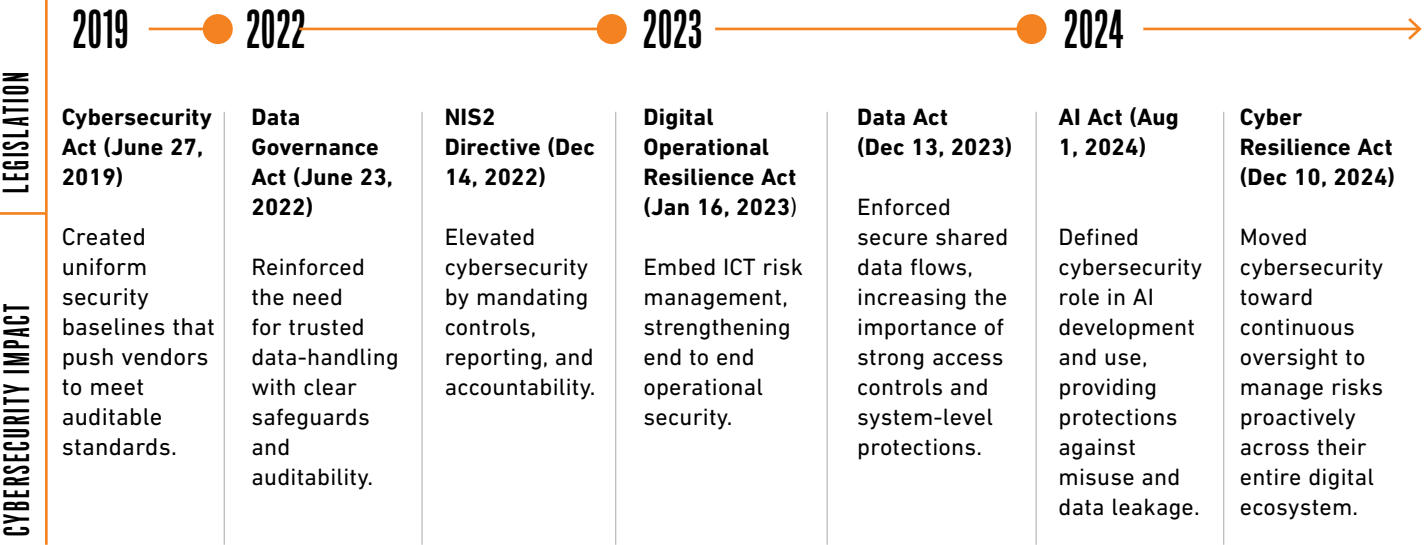 2019
2022
2023
2024
LEGISLATION
Cybersecurity
Act (June 27,
2019)
Data
Governance
Act (June 23,
2022)
NIS2
Directive (Dec
14, 2022)
Digital
Operational
Resilience Act
(Jan 16, 2023)
Data Act
(Dec 13, 2023)
AI Act (Aug
1, 2024)
Cyber
Resilience Act
(Dec 10, 2024)
CYBERSECURITY IMPACT
Created
uniform
security
baselines that
push vendors
to meet
auditable
standards.
Reinforced
the need
for trusted
data-handling
with clear
safeguards
and
auditability.
Elevated
cybersecurity
by mandating
controls,
reporting, and
accountability.
Embed ICT risk
management,
strengthening
end to end
operational
security.
Enforced
secure shared
data flows,
increasing the
importance of
strong access
controls and
system-level
protections.
Defined
cybersecurity
role in AI
development
and use,
providing
protections
against
misuse and
data leakage.
Moved
cybersecurity
toward
continuous
oversight to
manage risks
proactively
across their
entire digital
ecosystem.